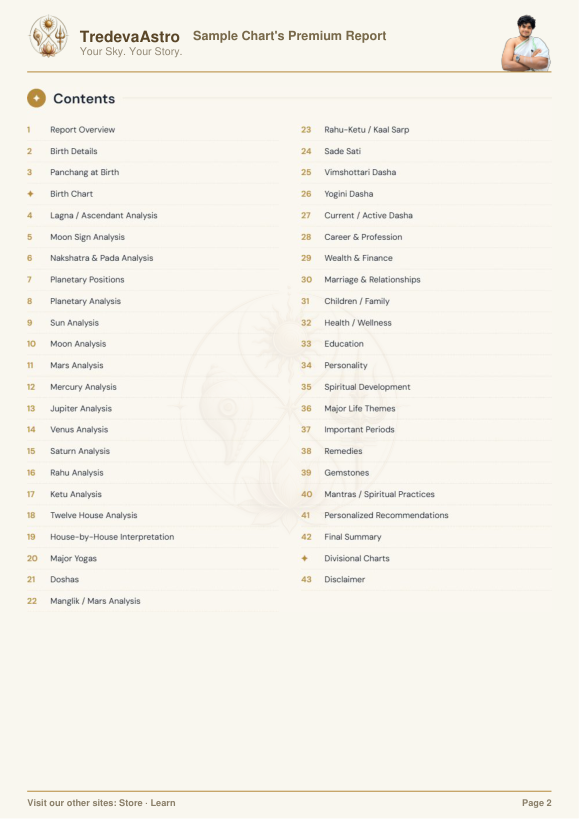 TredevaAstro
Sample Chart's Premium Report
Your Sky. Your Story.
Contents
1 Report Overview
2 Birth Details
3 Panchang at Birth
✦ Birth Chart
4 Lagna / Ascendant Analysis
5 Moon Sign Analysis
6 Nakshatra & Pada Analysis
7 Planetary Positions
8 Planetary Analysis
9 Sun Analysis
10 Moon Analysis
11 Mars Analysis
12 Mercury Analysis
13 Jupiter Analysis
14 Venus Analysis
15 Saturn Analysis
16 Rahu Analysis
17 Ketu Analysis
18 Twelve House Analysis
19 House-by-House Interpretation
20 Major Yogas
21 Doshas
22 Manglik / Mars Analysis
23 Rahu-Ketu / Kaal Sarp
24 Sade Sati
25 Vimshottari Dasha
26 Yogini Dasha
27 Current / Active Dasha
28 Career & Profession
29 Wealth & Finance
30 Marriage & Relationships
31 Children / Family
32 Health / Wellness
33 Education
34 Personality
35 Spiritual Development
36 Major Life Themes
37 Important Periods
38 Remedies
39 Gemstones
40 Mantras / Spiritual Practices
41 Personalized Recommendations
42 Final Summary
✦ Divisional Charts
43 Disclaimer
Visit our other sites: Store · Learn
Page 2